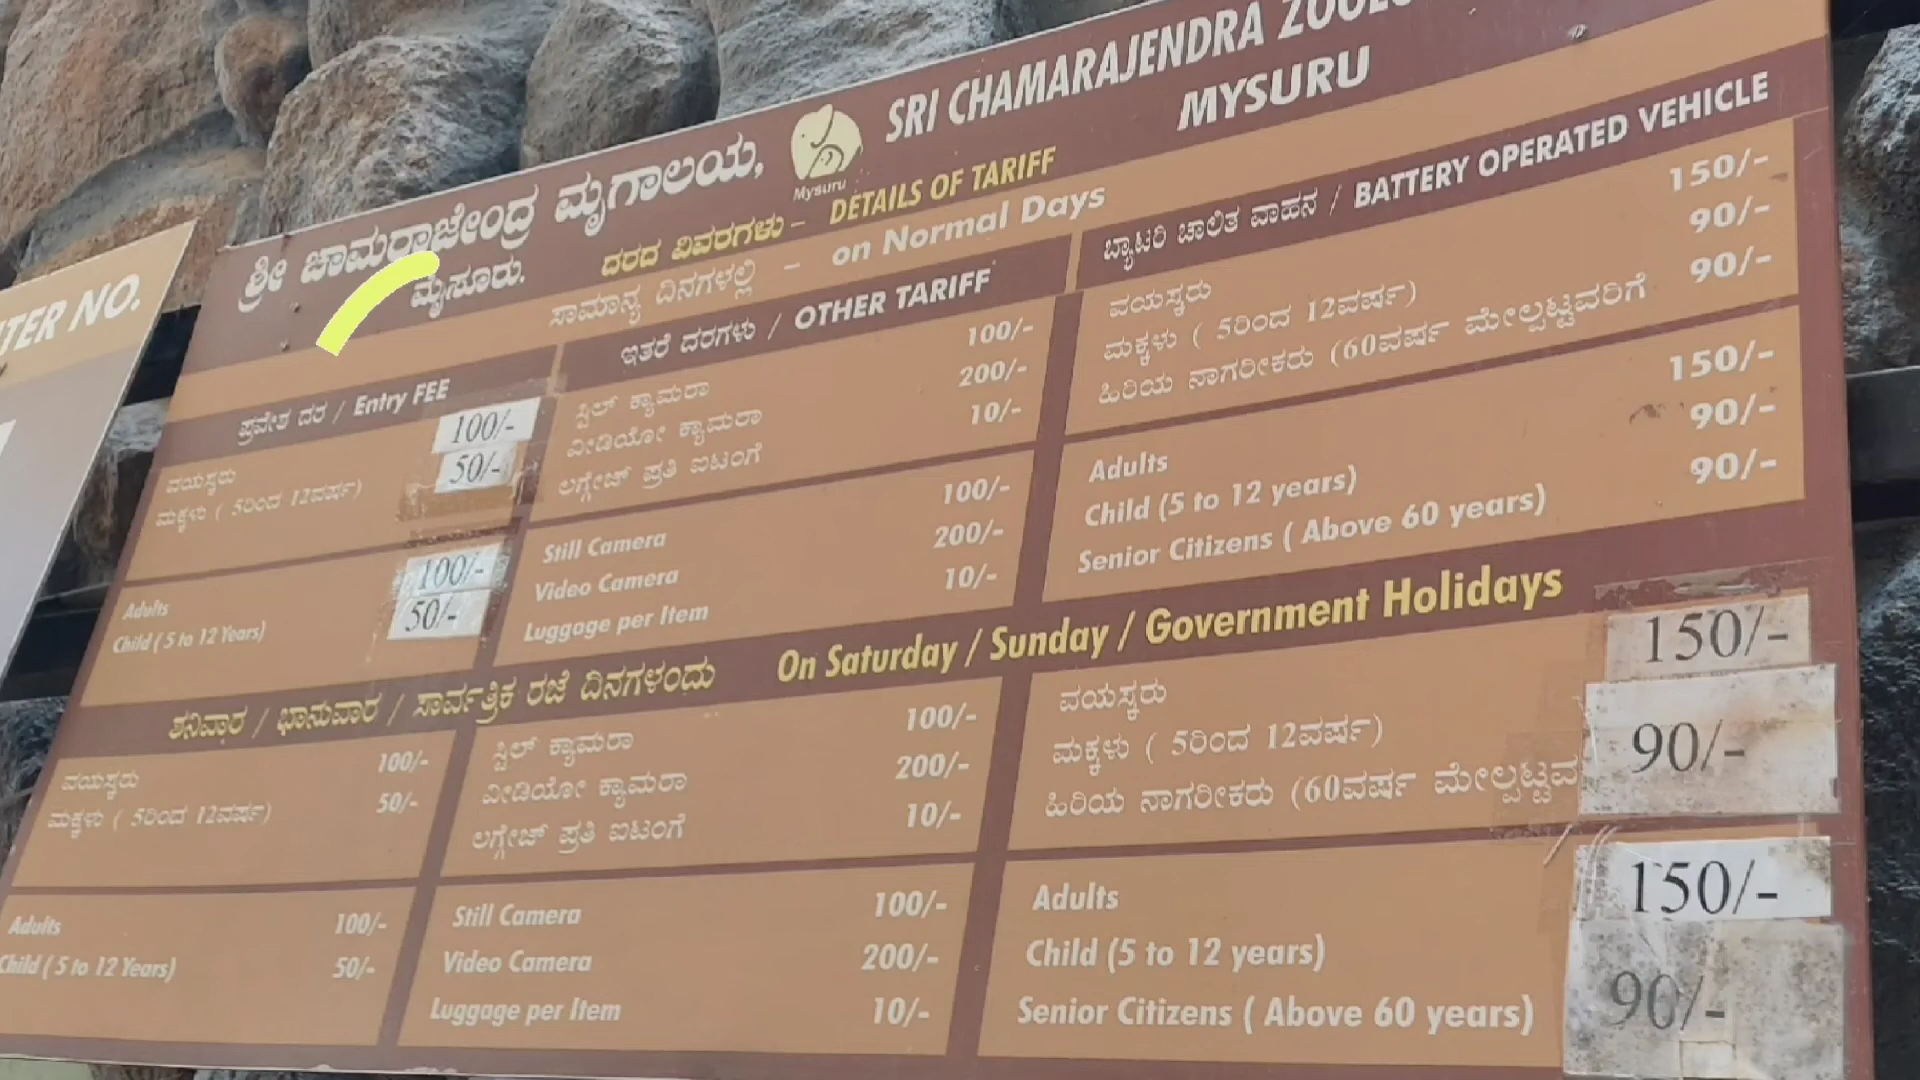 TER NO.
ಶ್ರೀ ಚಾಮರಾಜೇಂದ್ರ ಮೃಗಾಲಯ,
ಮೈಸೂರು.
Mysuru
SRI CHAMARAJENDRA
MYSURU
ದರದ ವಿವರಗಳು – DETAILS OF TARIFF
ಸಾಮಾನ್ಯ ದಿನಗಳಲ್ಲಿ – on Normal Days
ಪ್ರವೇಶ ದರ / Entry FEE
ವಯಸ್ಕರು 100/-
ಮಕ್ಕಳು ( 5ರಿಂದ 12ವರ್ಷ) 50/-
Adults 100/-
Child ( 5 to 12 Years) 50/-
ಇತರೆ ದರಗಳು / OTHER TARIFF
ಸ್ಟಿಲ್ ಕ್ಯಾಮರಾ 100/-
ವೀಡಿಯೋ ಕ್ಯಾಮರಾ 200/-
ಲಗ್ಗೇಜ್ ಪ್ರತಿ ಐಟಂಗೆ 10/-
Still Camera 100/-
Video Camera 200/-
Luggage per Item 10/-
ಬ್ಯಾಟರಿ ಚಾಲಿತ ವಾಹನ / BATTERY OPERATED VEHICLE
ವಯಸ್ಕರು 150/-
ಮಕ್ಕಳು ( 5ರಿಂದ 12ವರ್ಷ) 90/-
ಹಿರಿಯ ನಾಗರೀಕರು (60ವರ್ಷ ಮೇಲ್ಪಟ್ಟವರಿಗೆ 90/-
Adults 150/-
Child (5 to 12 years) 90/-
Senior Citizens ( Above 60 years) 90/-
ಶನಿವಾರ / ಭಾನುವಾರ / ಸಾರ್ವತ್ರಿಕ ರಜೆ ದಿನಗಳಂದು On Saturday / Sunday / Government Holidays
ವಯಸ್ಕರು 100/-
ಮಕ್ಕಳು ( 5ರಿಂದ 12ವರ್ಷ) 50/-
Adults 100/-
Child ( 5 to 12 Years) 50/-
ಸ್ಟಿಲ್ ಕ್ಯಾಮರಾ 100/-
ವೀಡಿಯೋ ಕ್ಯಾಮರಾ 200/-
ಲಗ್ಗೇಜ್ ಪ್ರತಿ ಐಟಂಗೆ 10/-
Still Camera 100/-
Video Camera 200/-
Luggage per Item 10/-
ವಯಸ್ಕರು 150/-
ಮಕ್ಕಳು ( 5ರಿಂದ 12ವರ್ಷ) 90/-
ಹಿರಿಯ ನಾಗರೀಕರು (60ವರ್ಷ ಮೇಲ್ಪಟ್ಟವ
Adults 150/-
Child (5 to 12 years)
Senior Citizens ( Above 60 years) 90/-